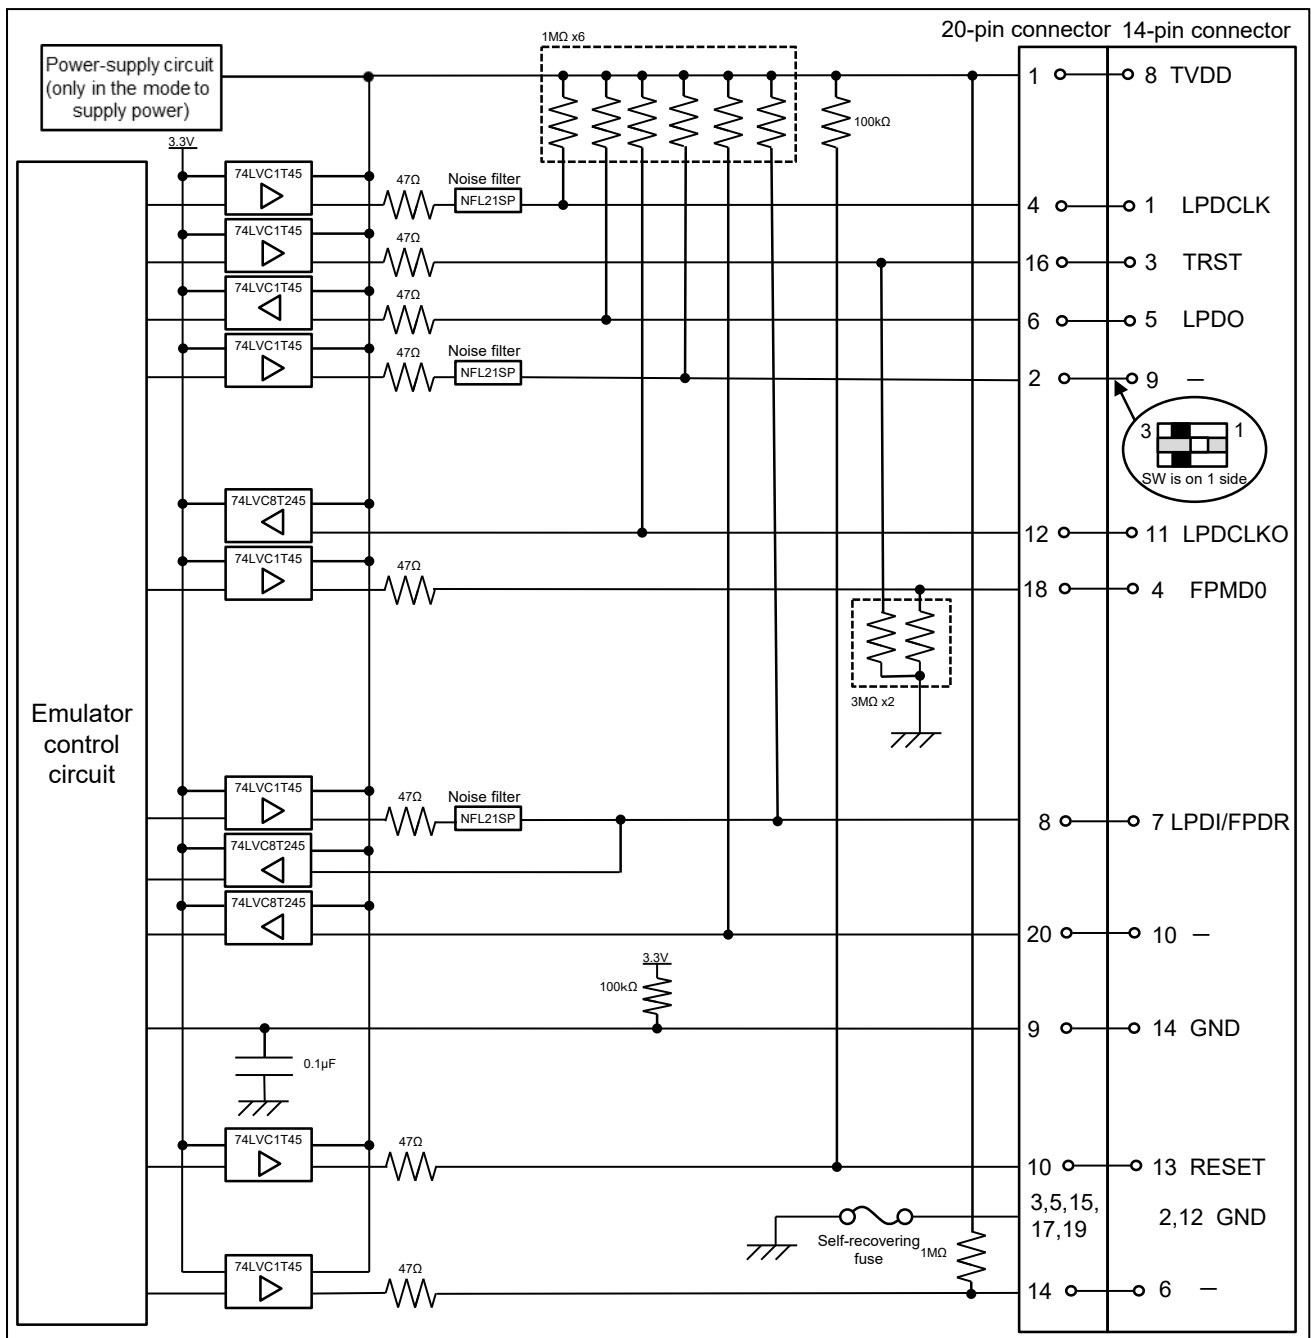 20-pin connector 14-pin connector
1MΩ x6
Power-supply circuit
(only in the mode to
supply power)
1 8 TVDD
100kΩ
3.3V
74LVC1T45 47Ω Noise filter
NFL21SP
4 1 LPDCLK
74LVC1T45 47Ω
16 3 TRST
74LVC1T45 47Ω
6 5 LPDO
74LVC1T45 47Ω Noise filter
NFL21SP
2 9 —
3 1
SW is on 1 side
74LVC8T245
12 11 LPDCLKO
74LVC1T45 47Ω
18 4 FPMD0
3MΩ x2
Emulator
control
circuit
74LVC1T45 47Ω Noise filter
NFL21SP
8 7 LPDI/FPDR
74LVC8T245
74LVC8T245
20 10 —
3.3V
100kΩ
9 14 GND
0.1µF
74LVC1T45 47Ω
10 13 RESET
3,5,15,
17,19
2,12 GND
Self-recovering
fuse
1MΩ
74LVC1T45 47Ω
14 6 —